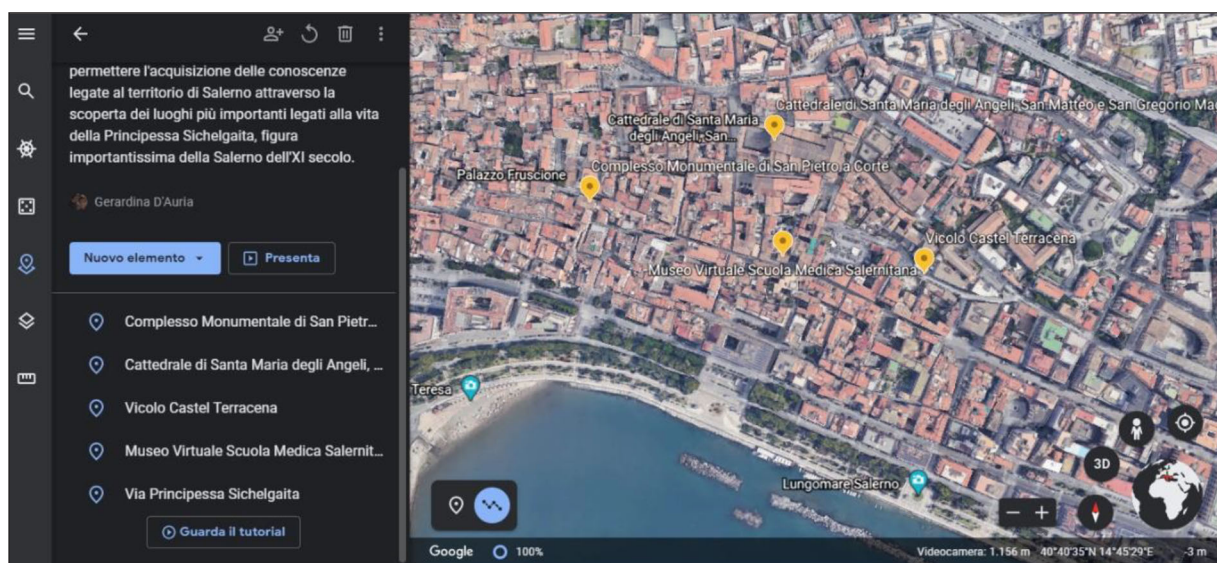 permettere l'acquisizione delle conoscenze
legate al territorio di Salerno attraverso la
scoperta dei luoghi più importanti legati alla vita
della Principessa Sichelgaita, figura
importantissima della Salerno dell'XI secolo.
Gerardina D'Auria
Nuovo elemento
Presenta
Complesso Monumentale di San Pietr...
Cattedrale di Santa Maria degli Angeli, ...
Vicolo Castel Terracena
Museo Virtuale Scuola Medica Salernit...
Via Principessa Sichelgaita
Guarda il tutorial
Cattedrale di Santa Maria degli Angeli, San Matteo e San Gregorio Mag
Cattedrale di Santa Maria
degli Angeli, San...
Complesso Monumentale di San Pietro a Corte
Palazzo Fruscione
Vicolo Castel Terracena
Museo Virtuale Scuola Medica Salernitana
Teresa
Lungomare Salerno
3D
Google
100%
Videocamera: 1.156 m 40°40'35"N 14°45'29"E -3 m